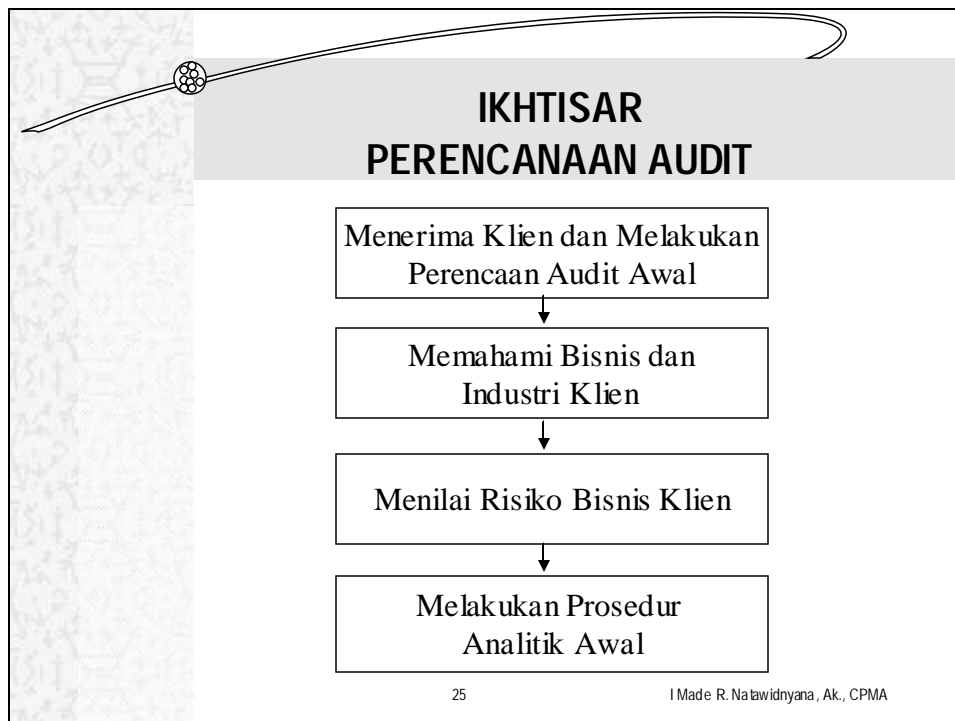 IKHTISAR
PERENCANAAN AUDIT
Menerima Klien dan Melakukan
Perencaan Audit Awal
Memahami Bisnis dan
Industri Klien
Menilai Risiko Bisnis Klien
Melakukan Prosedur
Analitik Awal
25
I Made R. Natawidnyana, Ak., CPMA